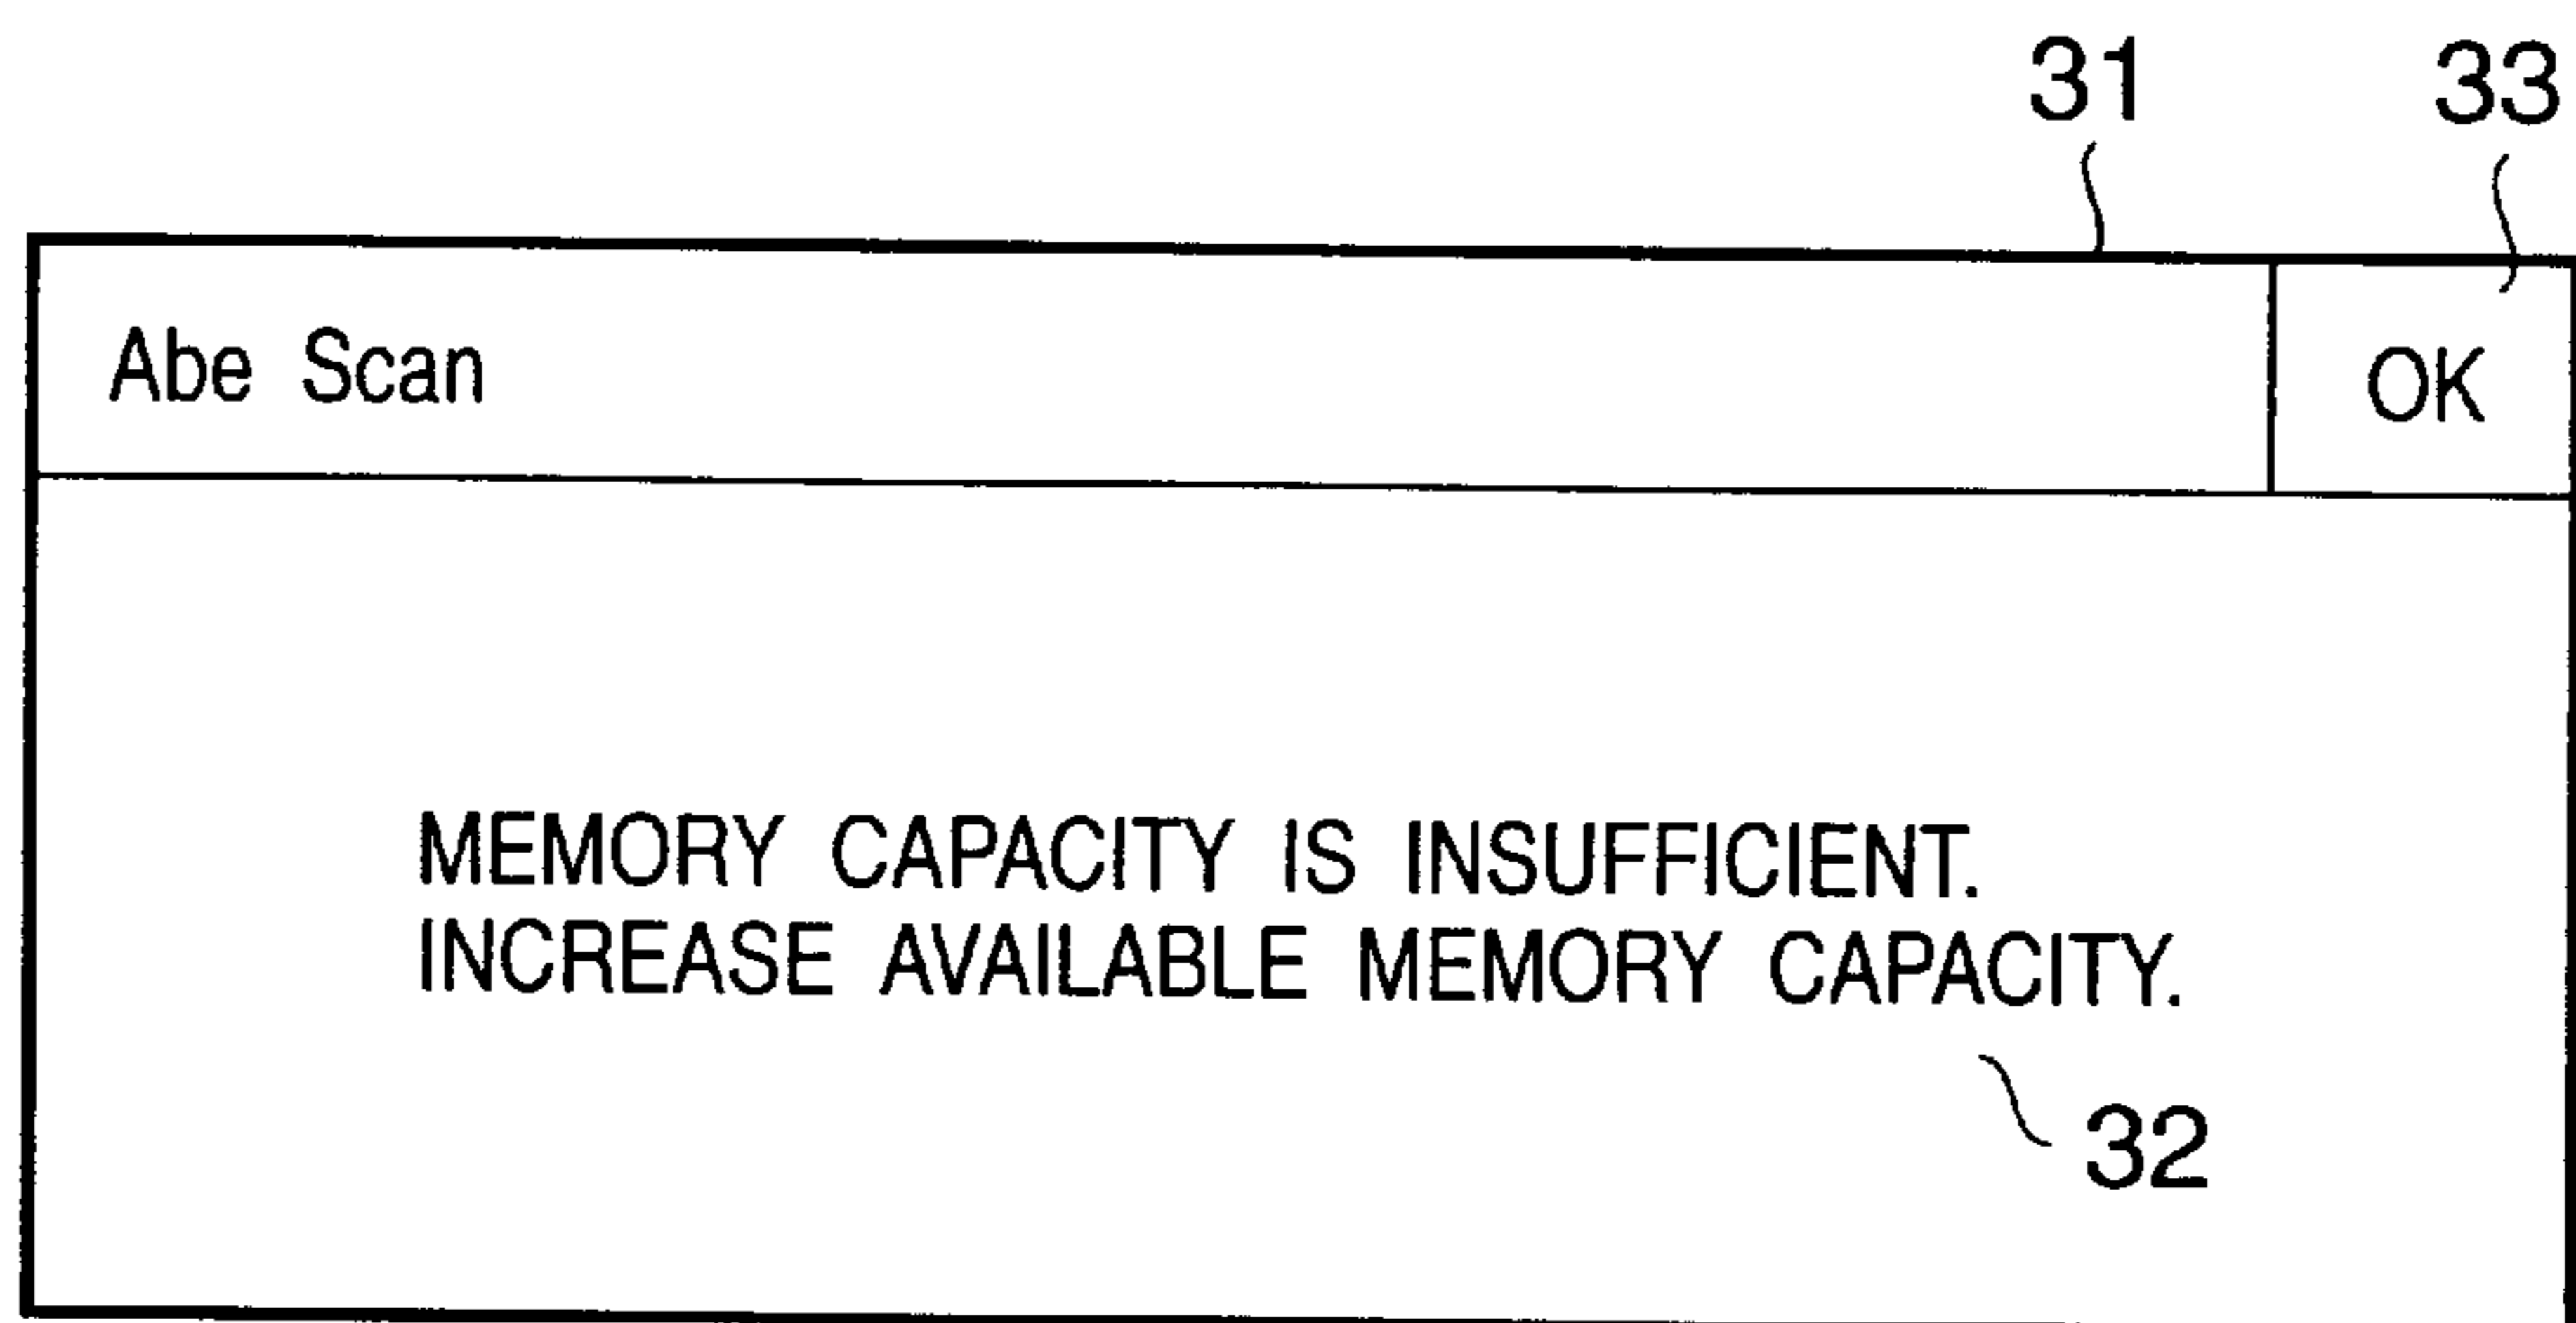 31 33
Abe Scan OK
MEMORY CAPACITY IS INSUFFICIENT.
INCREASE AVAILABLE MEMORY CAPACITY.
32